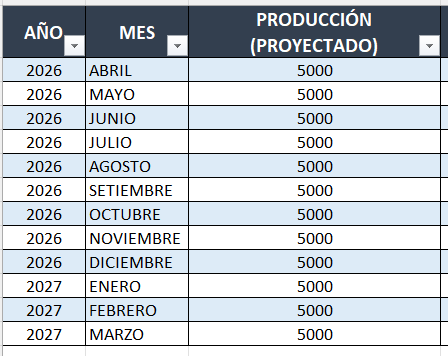 AÑO MES PRODUCCIÓN
(PROYECTADO)
2026 ABRIL 5000
2026 MAYO 5000
2026 JUNIO 5000
2026 JULIO 5000
2026 AGOSTO 5000
2026 SETIEMBRE 5000
2026 OCTUBRE 5000
2026 NOVIEMBRE 5000
2026 DICIEMBRE 5000
2027 ENERO 5000
2027 FEBRERO 5000
2027 MARZO 5000